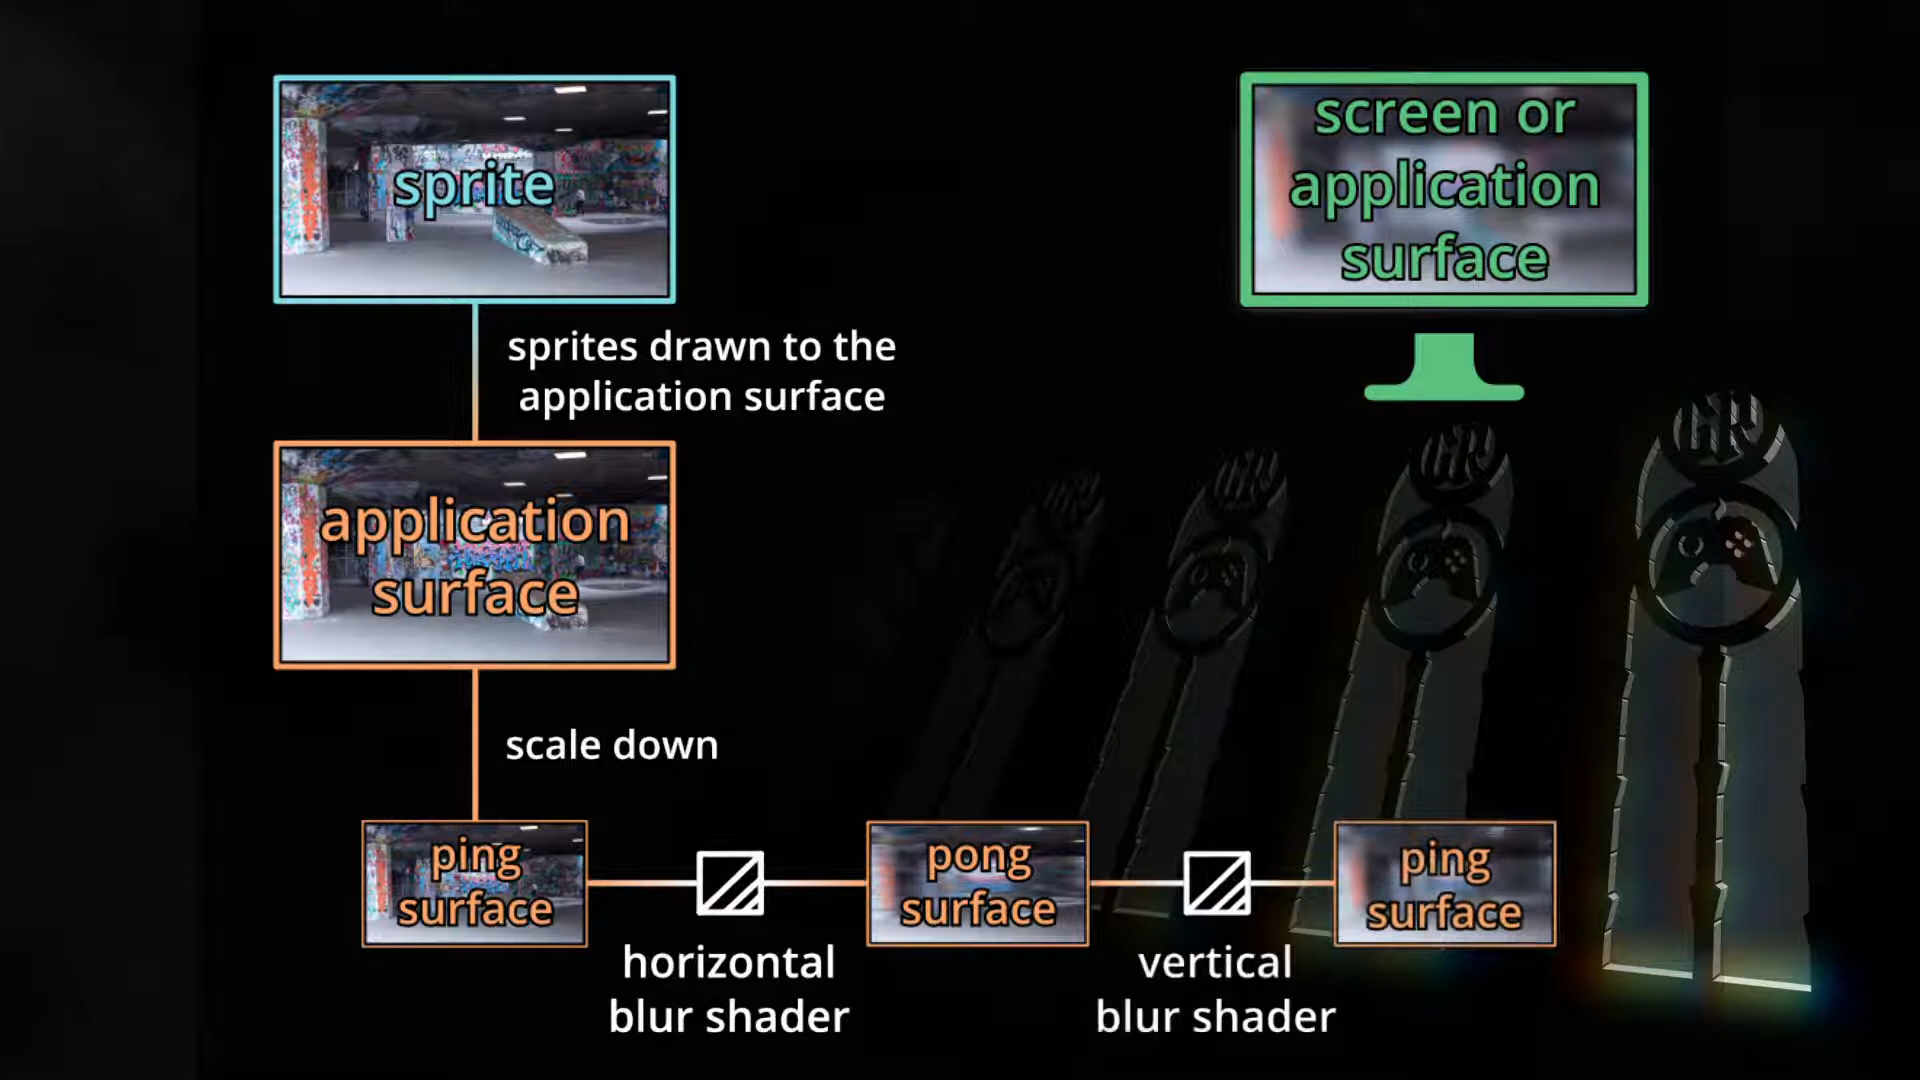 sprite
screen or
application
surface
sprites drawn to the
application surface
application
surface
scale down
ping
surface
pong
surface
ping
surface
horizontal
blur shader
vertical
blur shader